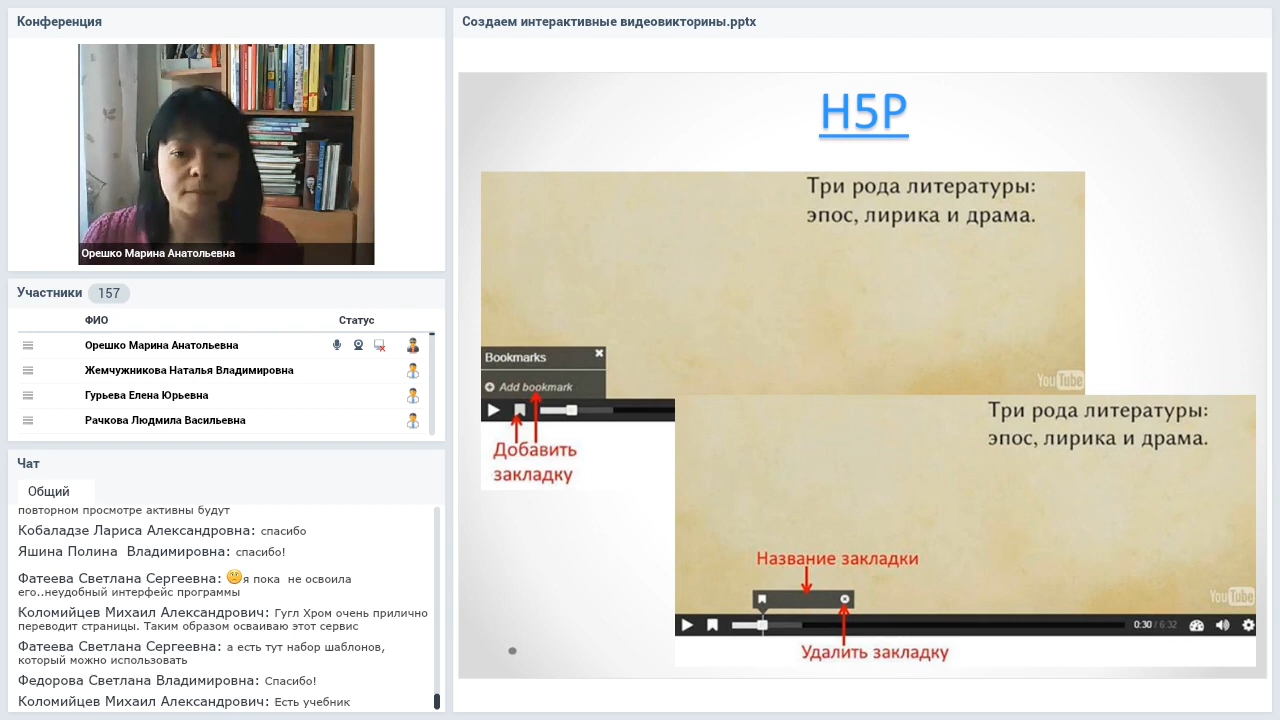 Конференция
Орешко Марина Анатольевна
Участники 157
ФИО Статус
Орешко Марина Анатольевна
Жемчужникова Наталья Владимировна
Гурьева Елена Юрьевна
Рачкова Людмила Васильевна
Чат
Общий
повторном просмотре активны будут
Кобаладзе Лариса Александровна: спасибо
Яшина Полина Владимировна: спасибо!
Фатеева Светлана Сергеевна: я пока не освоила
его..неудобный интерфейс программы
Коломийцев Михаил Александрович: Гугл Хром очень прилично
переводит страницы. Таким образом осваиваю этот сервис
Фатеева Светлана Сергеевна: а есть тут набор шаблонов,
который можно использовать
Федорова Светлана Владимировна: Спасибо!
Коломийцев Михаил Александрович: Есть учебник
Создаем интерактивные видеовикторины.pptx
H5P
Три рода литературы:
эпос, лирика и драма.
YouTube
Bookmarks
Add bookmark
Добавить
закладку
Три рода литературы:
эпос, лирика и драма.
Название закладки
YouTube
0:30 / 6:32
Удалить закладку